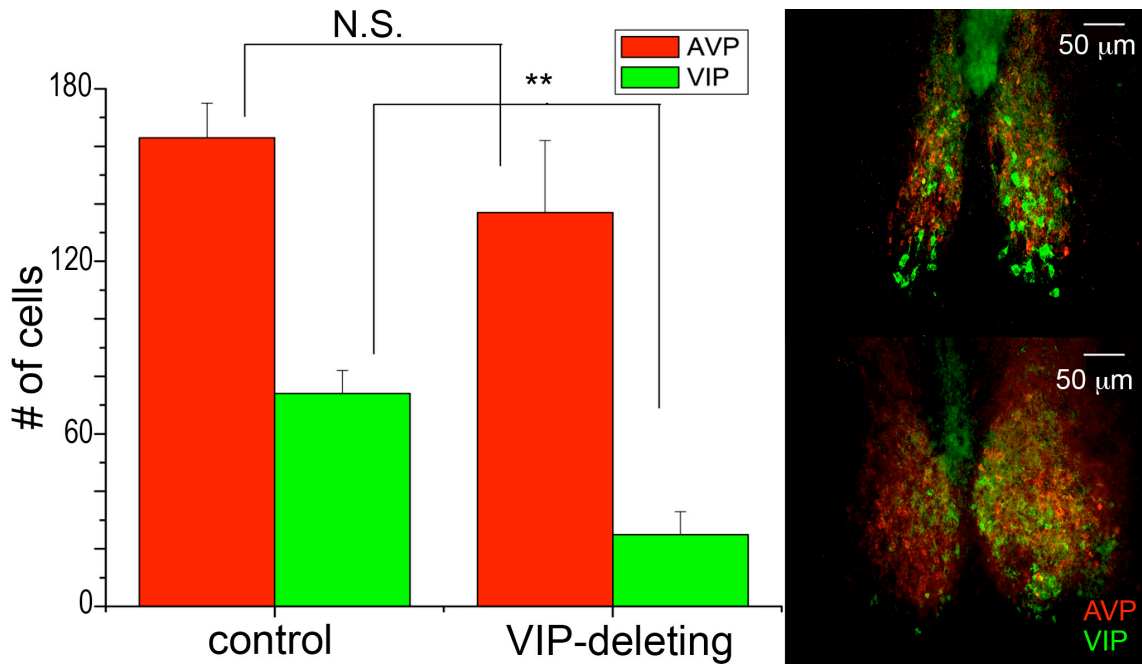 N.S.
AVP
VIP
**
180
120
60
0
# of cells
control
VIP-deleting
50 μm
50 μm
AVP
VIP